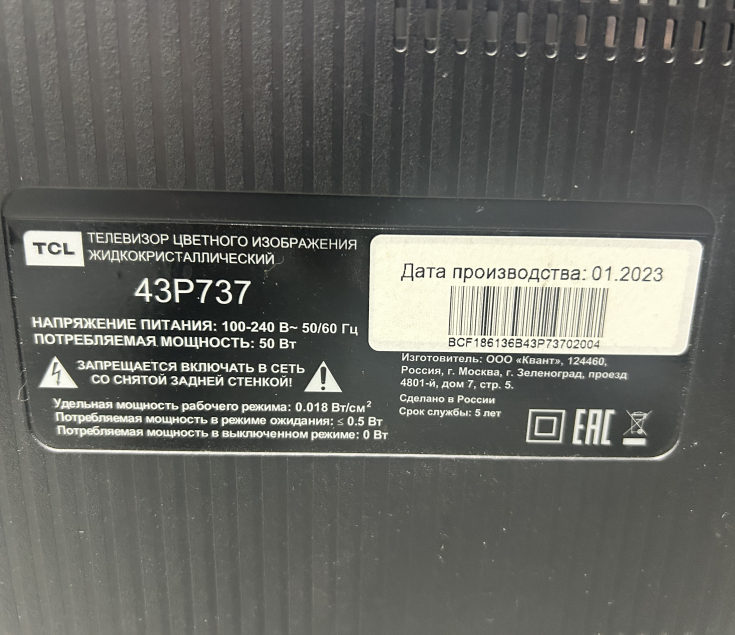 TCL
ТЕЛЕВИЗОР ЦВЕТНОГО ИЗОБРАЖЕНИЯ
ЖИДКОКРИСТАЛЛИЧЕСКИЙ
43P737
НАПРЯЖЕНИЕ ПИТАНИЯ: 100-240 В~ 50/60 Гц
ПОТРЕБЛЯЕМАЯ МОЩНОСТЬ: 50 Вт
ЗАПРЕЩАЕТСЯ ВКЛЮЧАТЬ В СЕТЬ
СО СНЯТОЙ ЗАДНЕЙ СТЕНКОЙ!
Удельная мощность рабочего режима: 0.018 Вт/см²
Потребляемая мощность в режиме ожидания: ≤ 0.5 Вт
Потребляемая мощность в выключенном режиме: 0 Вт
Дата производства: 01.2023
BCF186136B43P73702004
Изготовитель: ООО «Квант», 124460,
Россия, г. Москва, г. Зеленоград, проезд
4801-й, дом 7, стр. 5.
Сделано в России
Срок службы: 5 лет
EAC